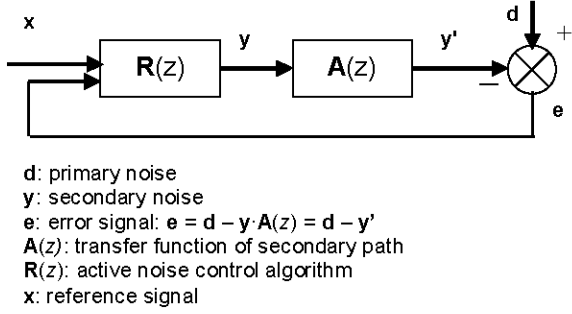 x
d
+
R(z)
y
A(z)
y'
−
e
d: primary noise
y: secondary noise
e: error signal: e = d – y·A(z) = d – y'
A(z): transfer function of secondary path
R(z): active noise control algorithm
x: reference signal